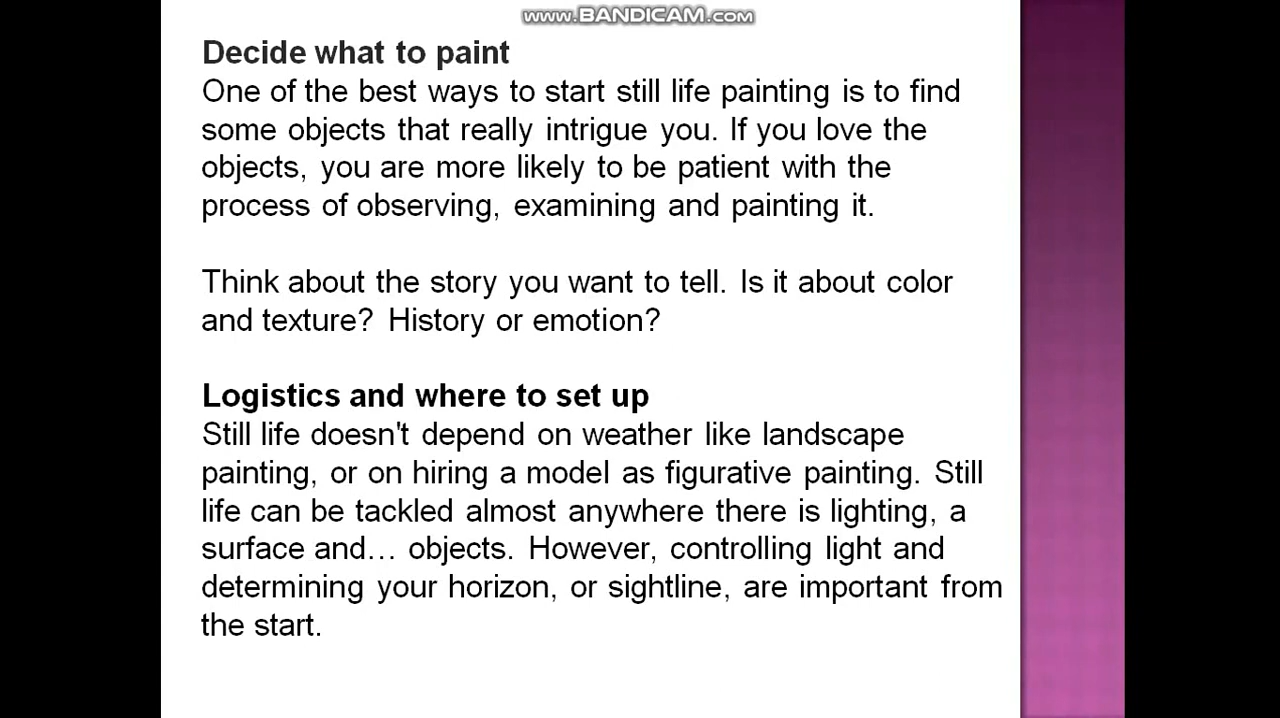 www.BANDICAM.com
Decide what to paint
One of the best ways to start still life painting is to find
some objects that really intrigue you. If you love the
objects, you are more likely to be patient with the
process of observing, examining and painting it.
Think about the story you want to tell. Is it about color
and texture? History or emotion?
Logistics and where to set up
Still life doesn't depend on weather like landscape
painting, or on hiring a model as figurative painting. Still
life can be tackled almost anywhere there is lighting, a
surface and… objects. However, controlling light and
determining your horizon, or sightline, are important from
the start.